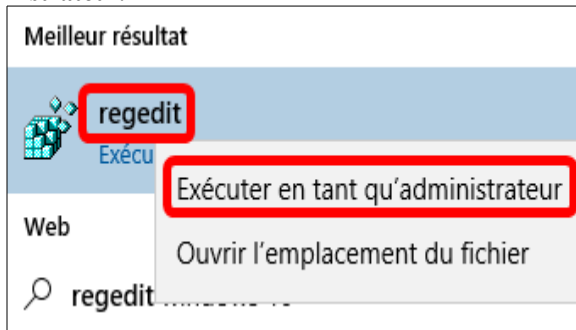 Meilleur résultat
regedit
Exécu
Exécuter en tant qu'administrateur
Ouvrir l'emplacement du fichier
Web
regedit